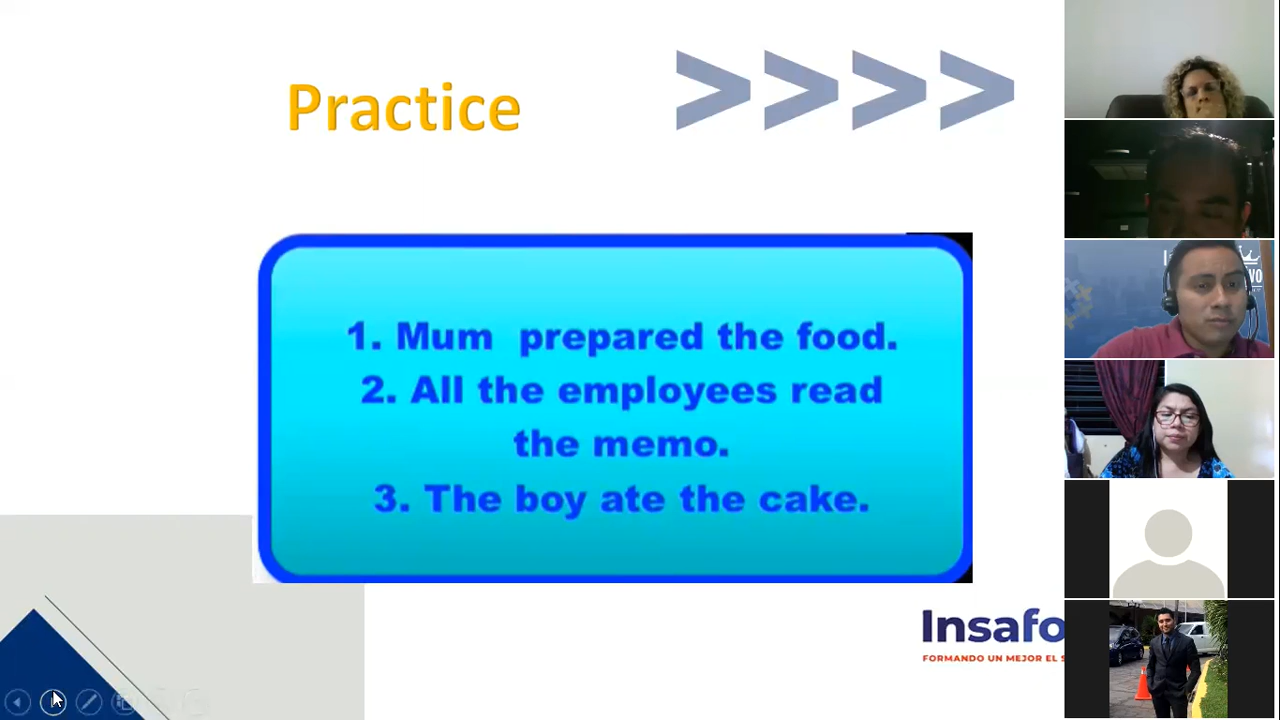 Practice
>>>>
1. Mum prepared the food.
2. All the employees read
the memo.
3. The boy ate the cake.
Insafo
FORMANDO UN MEJOR EL S